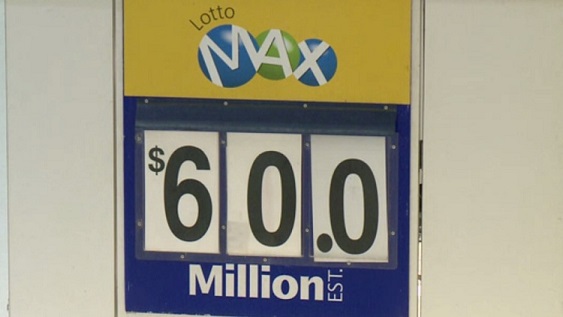 Lotto
MAX
$60.0
Million EST.